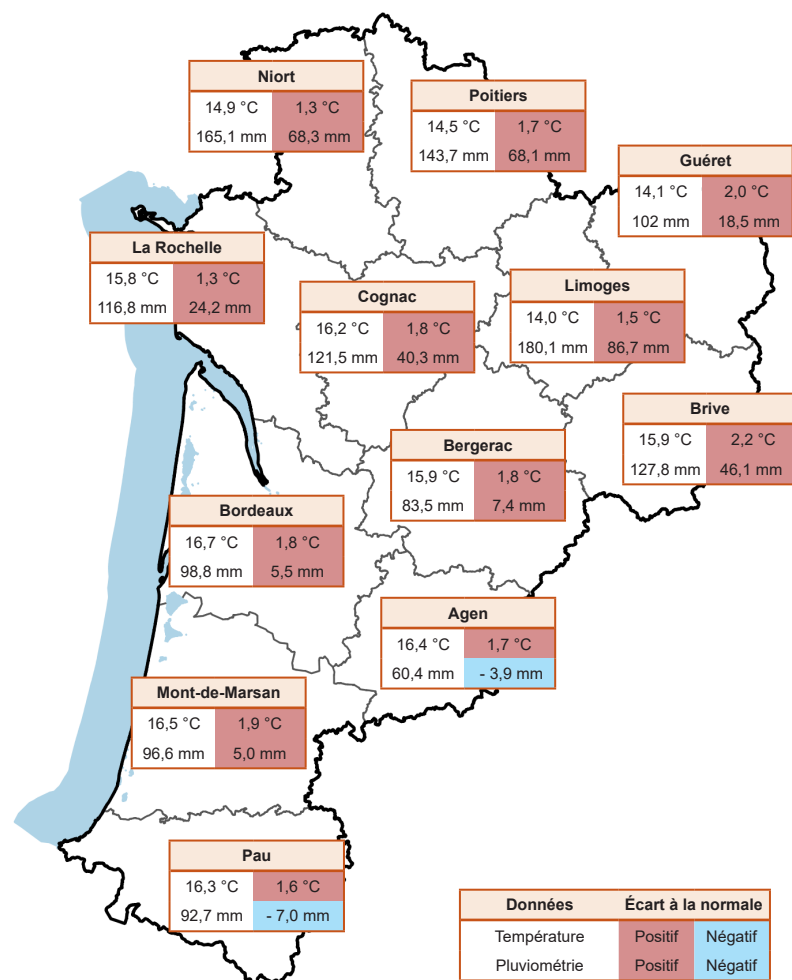 Niort
14,9 °C 1,3 °C
165,1 mm 68,3 mm
Poitiers
14,5 °C 1,7 °C
143,7 mm 68,1 mm
Guéret
14,1 °C 2,0 °C
102 mm 18,5 mm
La Rochelle
15,8 °C 1,3 °C
116,8 mm 24,2 mm
Cognac
16,2 °C 1,8 °C
121,5 mm 40,3 mm
Limoges
14,0 °C 1,5 °C
180,1 mm 86,7 mm
Brive
15,9 °C 2,2 °C
127,8 mm 46,1 mm
Bergerac
15,9 °C 1,8 °C
83,5 mm 7,4 mm
Bordeaux
16,7 °C 1,8 °C
98,8 mm 5,5 mm
Agen
16,4 °C 1,7 °C
60,4 mm - 3,9 mm
Mont-de-Marsan
16,5 °C 1,9 °C
96,6 mm 5,0 mm
Pau
16,3 °C 1,6 °C
92,7 mm - 7,0 mm
Données Écart à la normale
Température Positif Négatif
Pluviométrie Positif Négatif